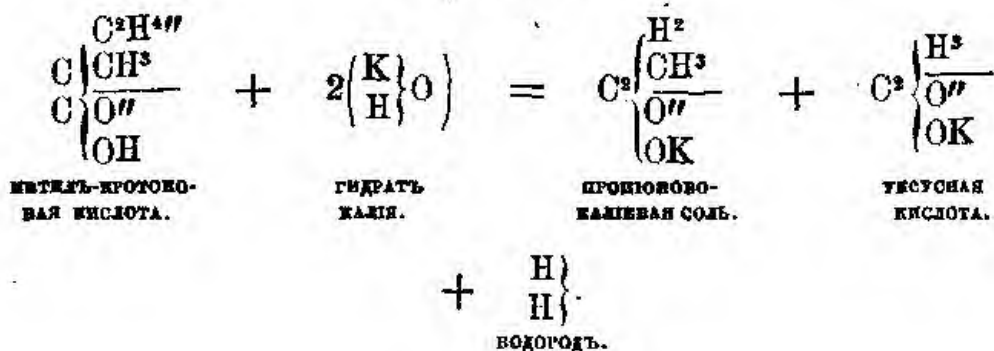 C²H⁴″ H²
C CH³ K CH³ H³
+ 2( }O ) = C² + C²
C O″ H O″ O″
OH OK OK
МЕТИЛЪ-КРОТОНО- ГИДРАТЪ ПРОПІОНОВО- УКСУСНАЯ
ВАЯ КИСЛОТА. КАЛІЯ. КАЛІЕВАЯ СОЛЬ. КИСЛОТА.
H
+ }
H
ВОДОРОДЪ.